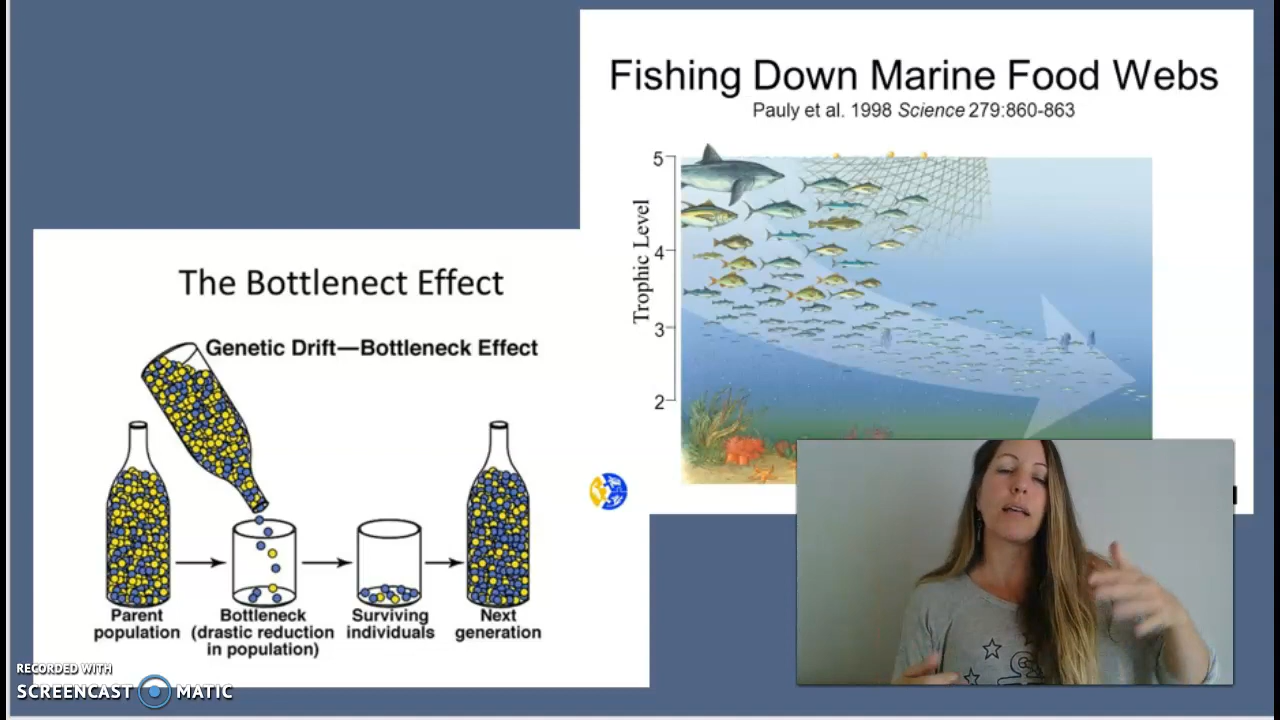 Fishing Down Marine Food Webs
Pauly et al. 1998 Science 279:860-863
5
4
3
2
Trophic Level
The Bottlenect Effect
Genetic Drift—Bottleneck Effect
Parent
population
Bottleneck
(drastic reduction
in population)
Surviving
individuals
Next
generation
RECORDED WITH
SCREENCAST MATIC